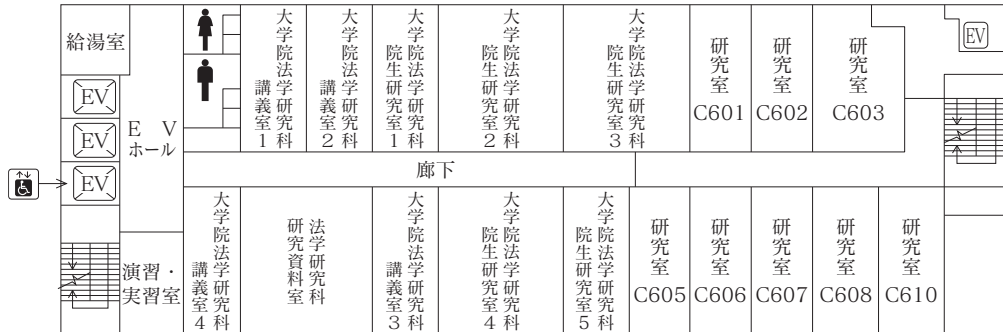 給湯室
EV
EV
EV
E V
ホール
大学院法学研究科
講義室1
大学院法学研究科
講義室2
大学院法学研究科
院生研究室1
大学院法学研究科
院生研究室2
大学院法学研究科
院生研究室3
研究室
C601
研究室
C602
研究室
C603
EV
廊下
演習・
実習室
大学院法学研究科
講義室4
法学研究科
研究資料室
大学院法学研究科
講義室3
大学院法学研究科
院生研究室4
大学院法学研究科
院生研究室5
研究室
C605
研究室
C606
研究室
C607
研究室
C608
研究室
C610